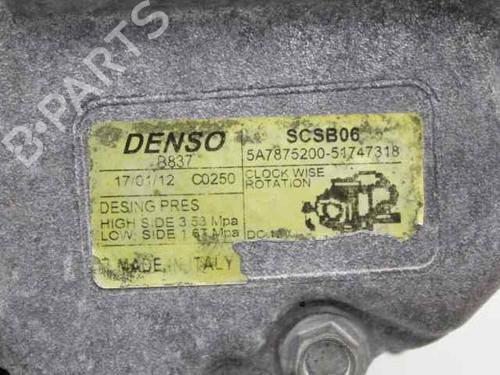 B-PARTS
DENSO
B837
SCSB06
5A7875200-51747318
17/01/12 C0250
CLOCK WISE
ROTATION
DESING PRES
HIGH SIDE 3.53 Mpa
LOW SIDE 1.67 Mpa
MADE IN ITALY